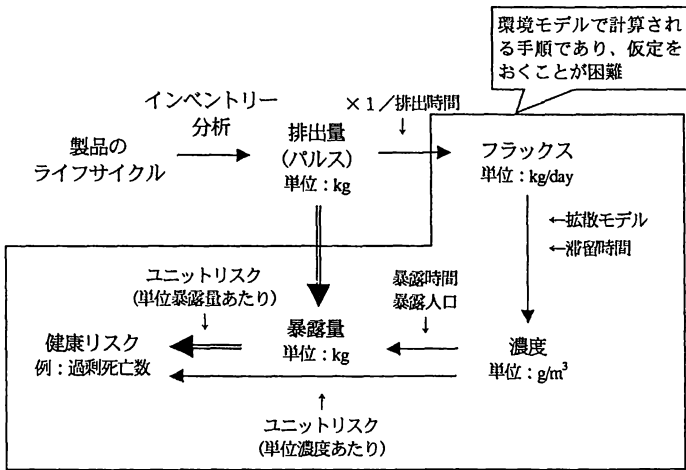 環境モデルで計算され
る手順であり、仮定を
おくことが困難
インベントリー
分析
×1／排出時間
製品の
ライフサイクル
排出量
(パルス)
単位：kg
フラックス
単位：kg/day
←拡散モデル
←滞留時間
ユニットリスク
(単位暴露量あたり)
↓
暴露時間
暴露人口
↓
健康リスク
例：過剰死亡数
暴露量
単位：kg
濃度
単位：g/m³
↑
ユニットリスク
(単位濃度あたり)